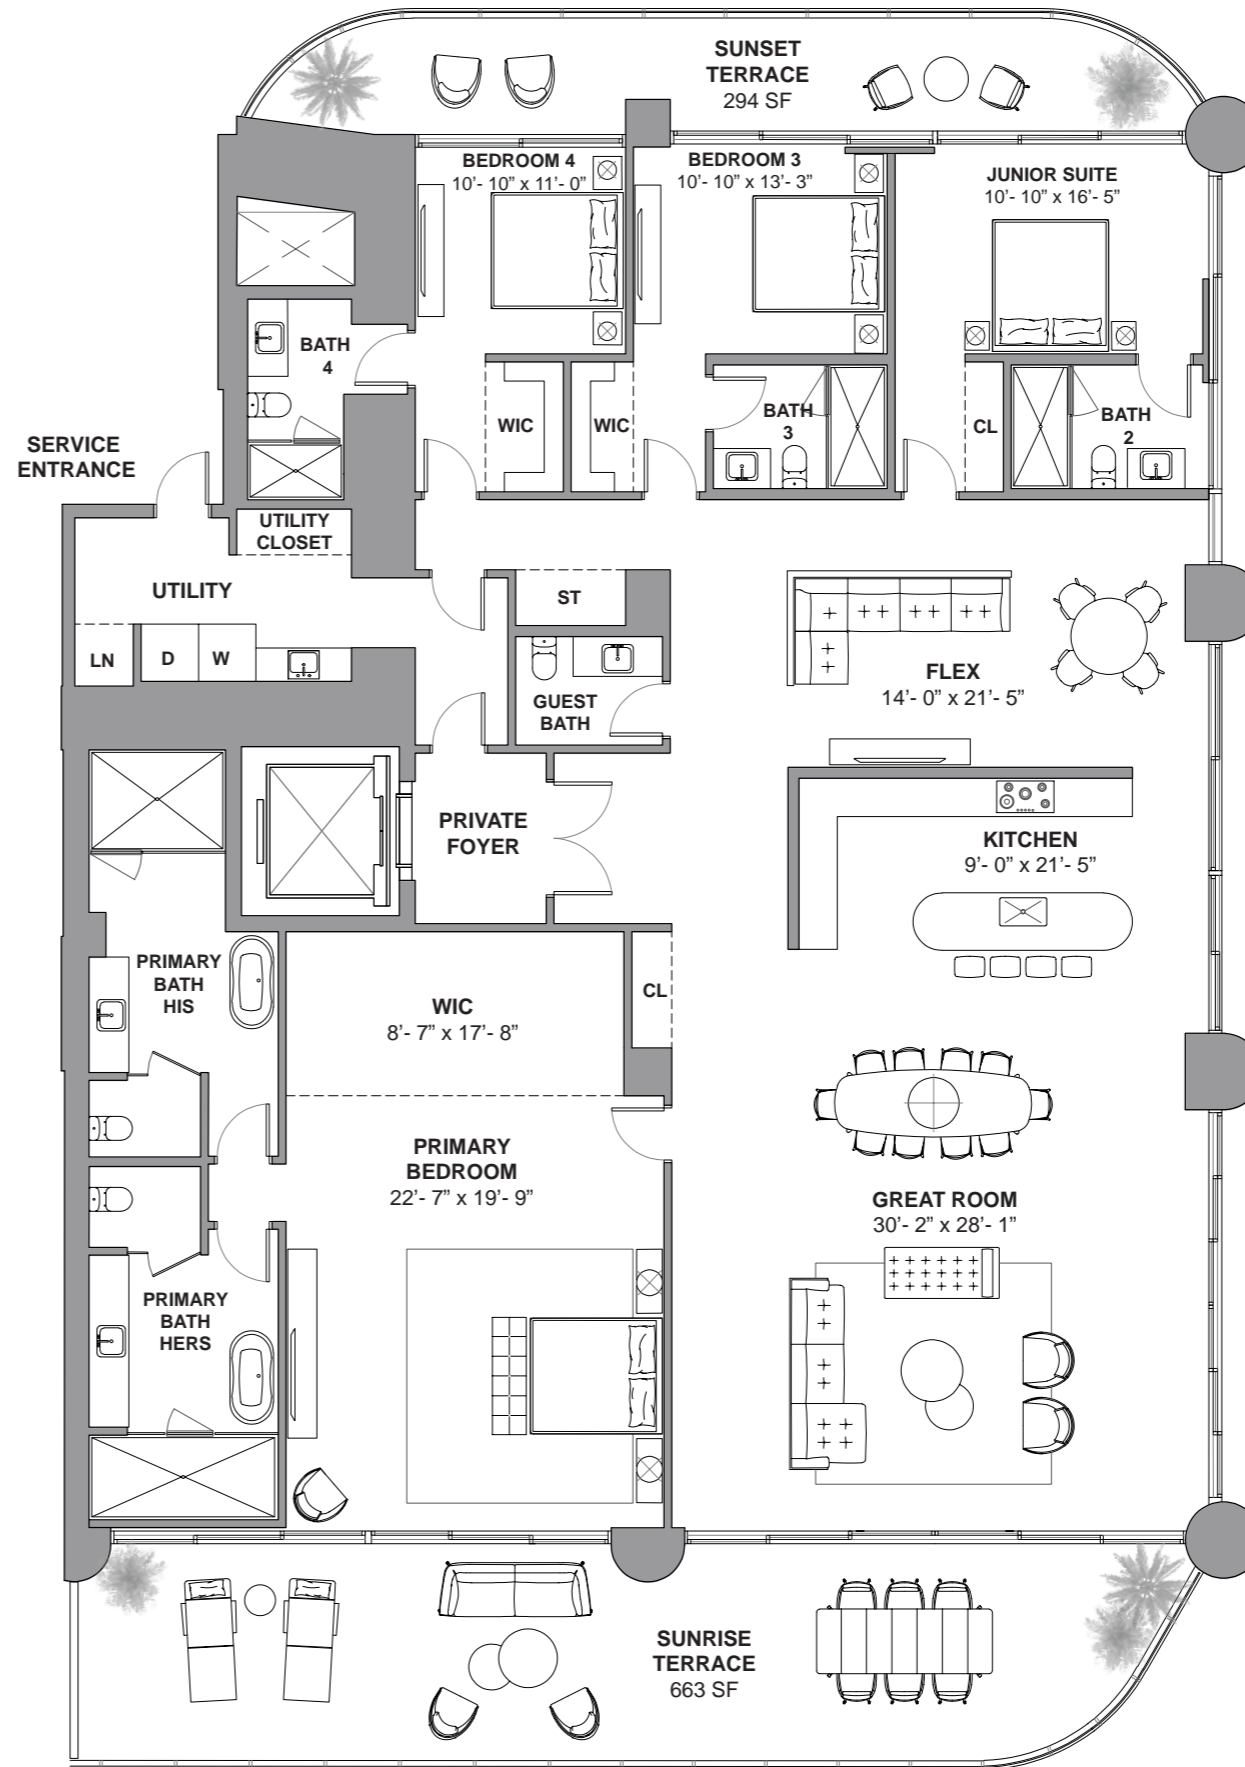 SUNSET
TERRACE
294 SF
BEDROOM 4
10’- 10” x 11’- 0”
BEDROOM 3
10’- 10” x 13’- 3”
JUNIOR SUITE
10’- 10” x 16’- 5”
BATH
4
WIC
WIC
BATH
3
CL
BATH
2
SERVICE
ENTRANCE
UTILITY
CLOSET
UTILITY
ST
LN
D
W
GUEST
BATH
FLEX
14’- 0” x 21’- 5”
PRIVATE
FOYER
KITCHEN
9’- 0” x 21’- 5”
PRIMARY
BATH
HIS
WIC
8’- 7” x 17’- 8”
CL
PRIMARY
BEDROOM
22’- 7” x 19’- 9”
GREAT ROOM
30’- 2” x 28’- 1”
PRIMARY
BATH
HERS
SUNRISE
TERRACE
663 SF